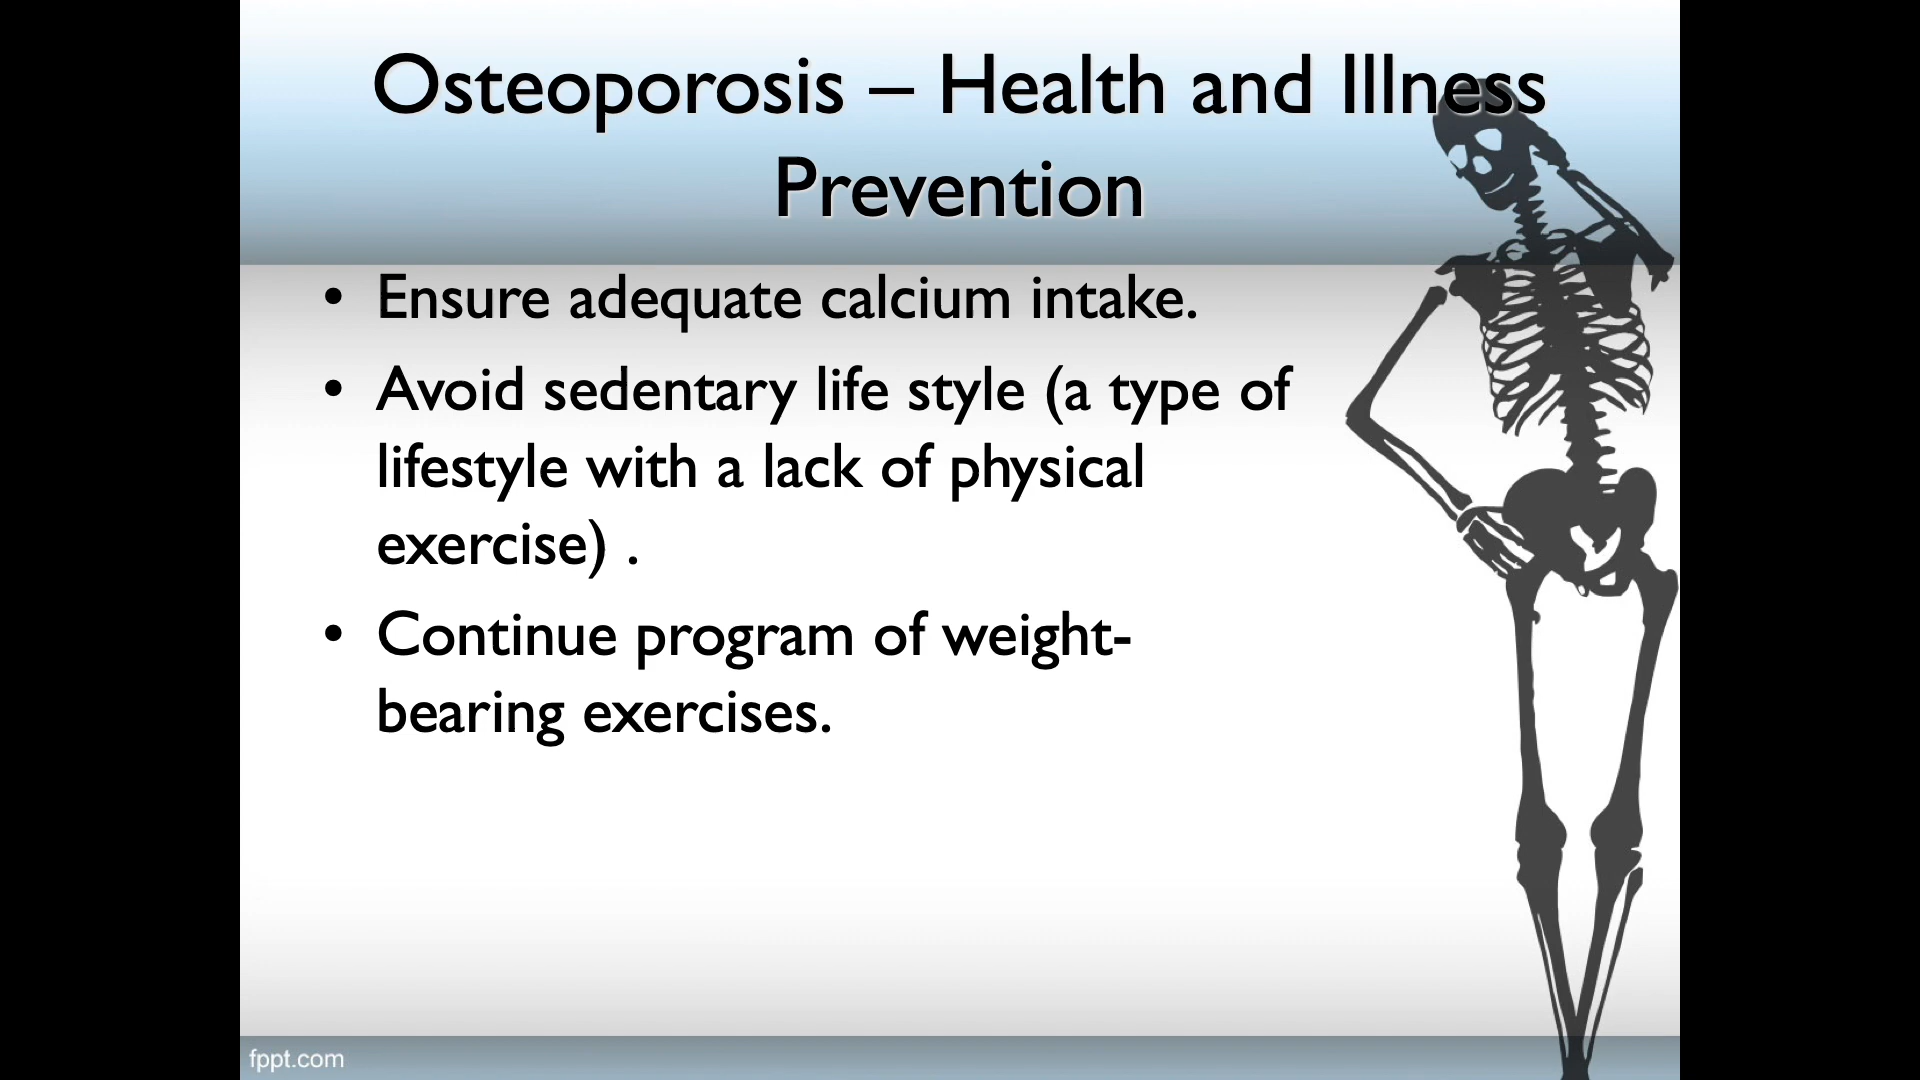 Osteoporosis – Health and Illness
Prevention
• Ensure adequate calcium intake.
• Avoid sedentary life style (a type of
lifestyle with a lack of physical
exercise) .
• Continue program of weight-
bearing exercises.
fppt.com